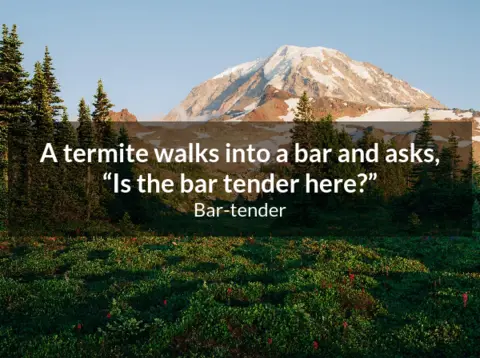 A termite walks into a bar and asks,
“Is the bar tender here?”
Bar-tender